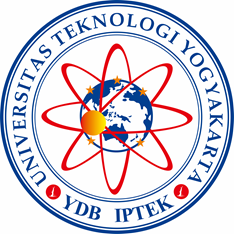 UNIVERSITAS TEKNOLOGI YOGYAKARTA
YDB IPTEK